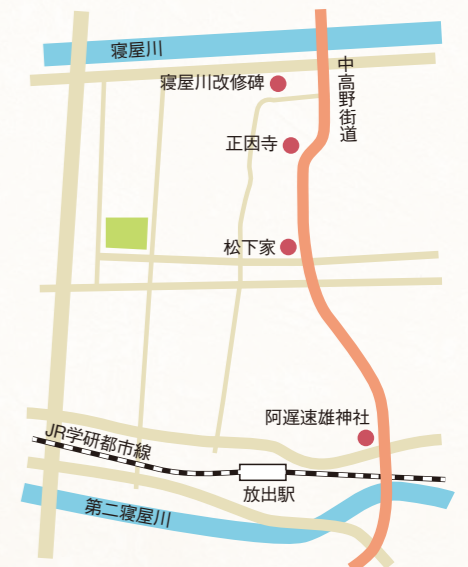 寝屋川
中高野街道
寝屋川改修碑
正因寺
松下家
阿遅速雄神社
JR学研都市線
放出駅
第二寝屋川